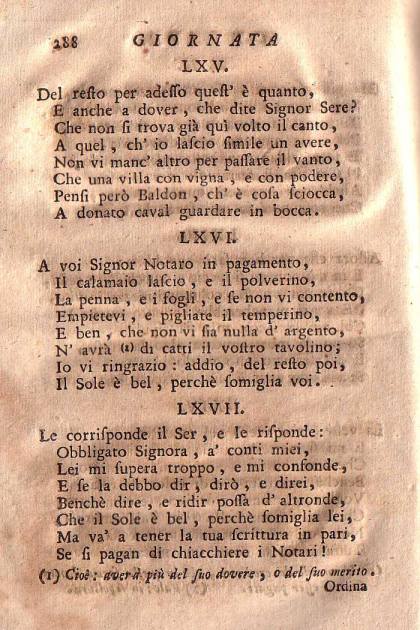 288 GIORNATA
LXV.
Del reſto per adeſſo queſt' è quanto,
E anche a dover, che dite Signor Sere?
Che non ſi trova già quì volto il canto,
A quel, ch' io laſcio ſimile un avere,
Non vi manc' altro per paſſare il vanto,
Che una villa con vigna, e con podere,
Penſi però Baldon, ch' è coſa ſciocca,
A donato caval guardare in bocca.
LXVI.
A voi Signor Notaro in pagamento,
Il calamaio laſcio, e il polverino,
La penna, e i fogli, e ſe non vi contento,
Empietevi, e pigliate il temperino,
E ben, che non vi ſia nulla d' argento,
N' avrà (1) di catti il voſtro tavolino;
Io vi ringrazio: addio, del reſto poi,
Il Sole è bel, perchè ſomiglia voi.
LXVII.
Le corriſponde il Ser, e le riſponde:
Obbligato Signora, a' conti miei,
Lei mi ſupera troppo, e mi confonde,
E ſe la debbo dir, dirò, e direi,
Benchè dire, e ridir poſſa d' altronde,
Che il Sole è bel, perchè ſomiglia lei,
Ma va' a tener la tua ſcrittura in pari,
Se ſi pagan di chiacchiere i Notari!
(1) Cioè: averà più del ſuo dovere, o del ſuo merito.
Ordina